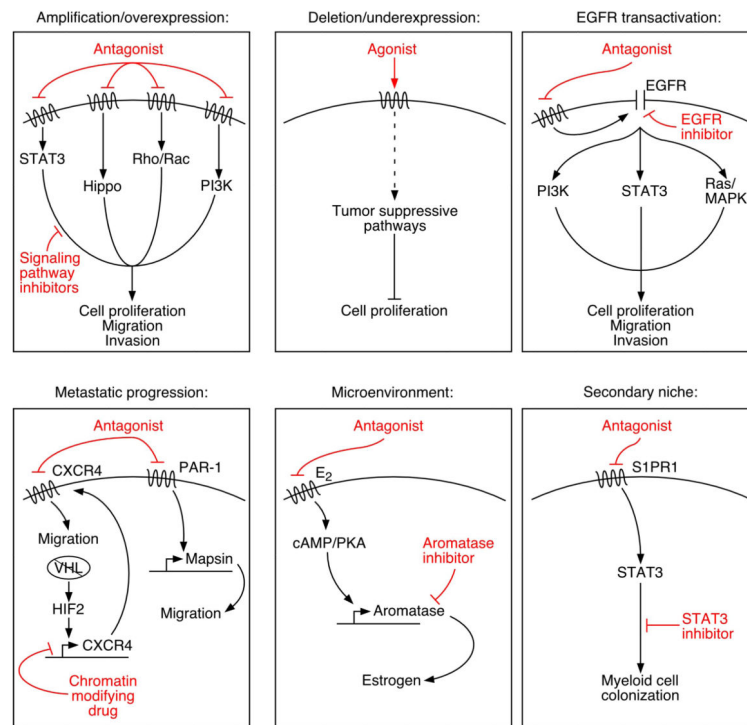 Amplification/overexpression:
Antagonist
STAT3
Hippo
Rho/Rac
PI3K
Signaling
pathway
inhibitors
Cell proliferation
Migration
Invasion
Deletion/underexpression:
Agonist
Tumor suppressive
pathways
Cell proliferation
EGFR transactivation:
Antagonist
EGFR
EGFR
inhibitor
PI3K
STAT3
Ras/
MAPK
Cell proliferation
Migration
Invasion
Metastatic progression:
Antagonist
CXCR4
PAR-1
Migration
VHL
HIF2
CXCR4
Mapsin
Migration
Chromatin
modifying
drug
Microenvironment:
Antagonist
E2
cAMP/PKA
Aromatase
inhibitor
Aromatase
Estrogen
Secondary niche:
Antagonist
S1PR1
STAT3
STAT3
inhibitor
Myeloid cell
colonization